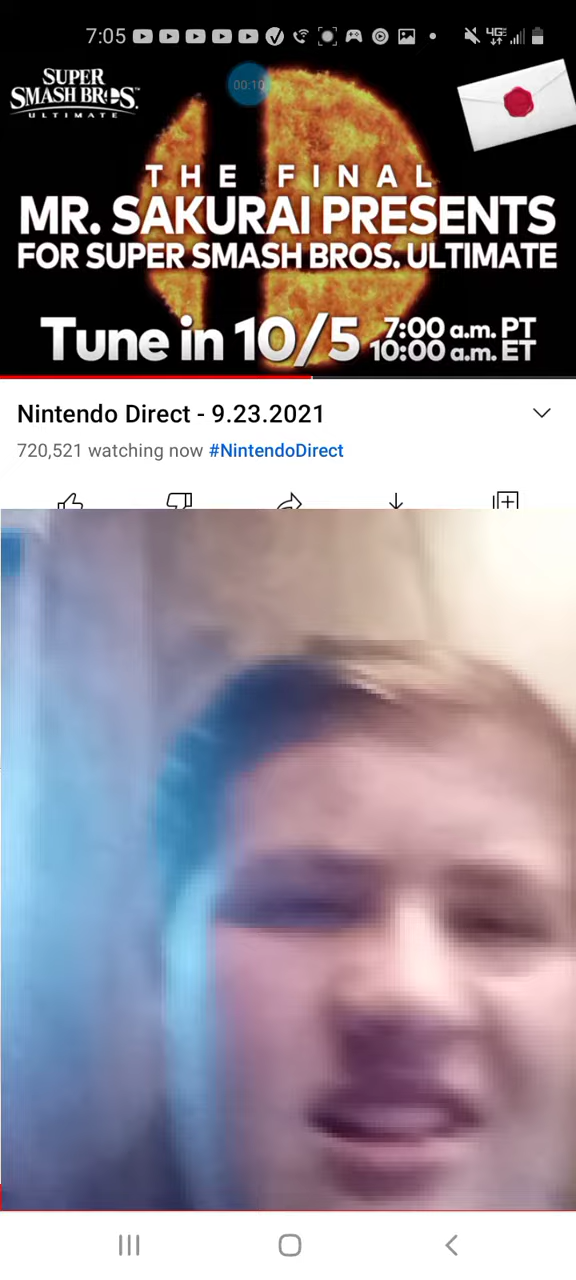 7:05
4GE
SUPER
SMASH BROS.™
ULTIMATE
00:10
THE FINAL
MR. SAKURAI PRESENTS
FOR SUPER SMASH BROS. ULTIMATE
Tune in 10/5 7:00 a.m. PT
10:00 a.m. ET
Nintendo Direct - 9.23.2021
720,521 watching now #NintendoDirect